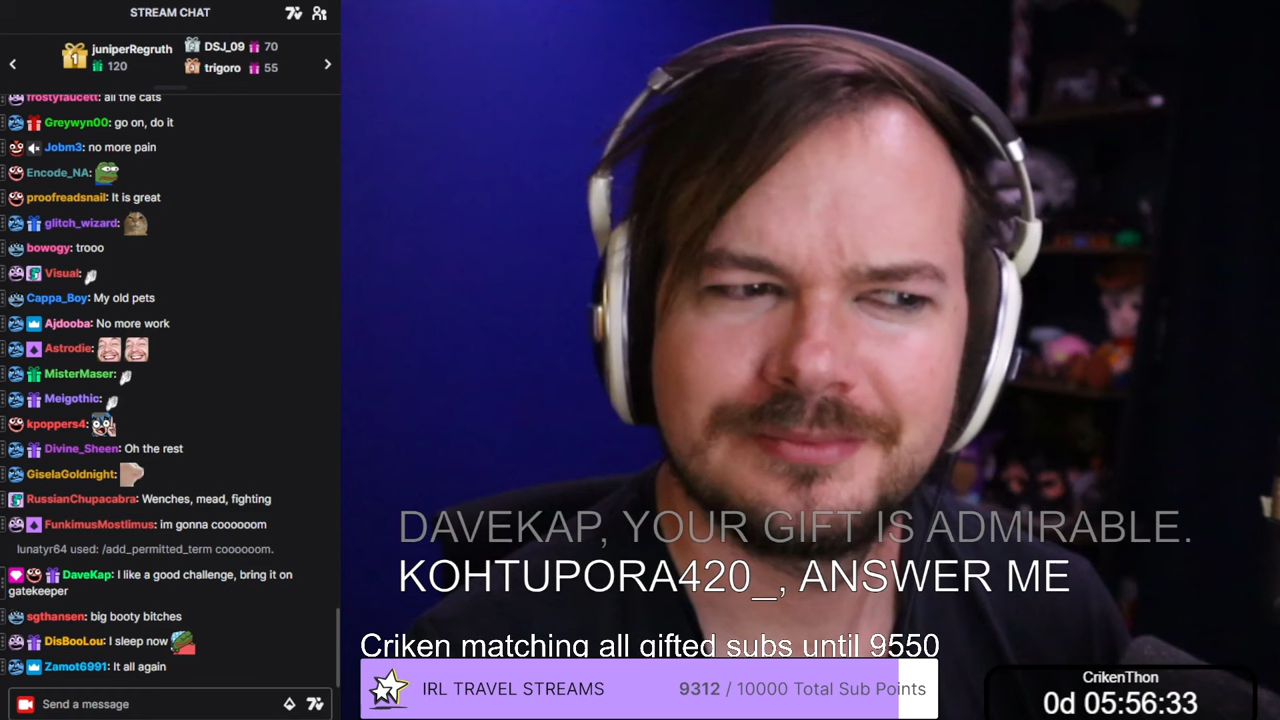 STREAM CHAT
juniperRegruth
120
DSJ_09 70
trigoro 55
frostyfaucett: all the cats
Greywyn00: go on, do it
Jobm3: no more pain
Encode_NA:
proofreadsnail: It is great
glitch_wizard:
bowogy: trooo
Visual:
Cappa_Boy: My old pets
Ajdooba: No more work
Astrodie:
MisterMaser:
Meigothic:
kpoppers4:
Divine_Sheen: Oh the rest
GiselaGoldnight:
RussianChupacabra: Wenches, mead, fighting
FunkimusMostlimus: im gonna coooooom
lunatyr64 used: /add_permitted_term coooooom.
DaveKap: I like a good challenge, bring it on
gatekeeper
sgthansen: big booty bitches
DisBooLou: I sleep now
Zamot6991: It all again
Send a message
DAVEKAP, YOUR GIFT IS ADMIRABLE.
KOHTUPORA420_, ANSWER ME
Criken matching all gifted subs until 9550
IRL TRAVEL STREAMS 9312 / 10000 Total Sub Points
CrikenThon
0d 05:56:33